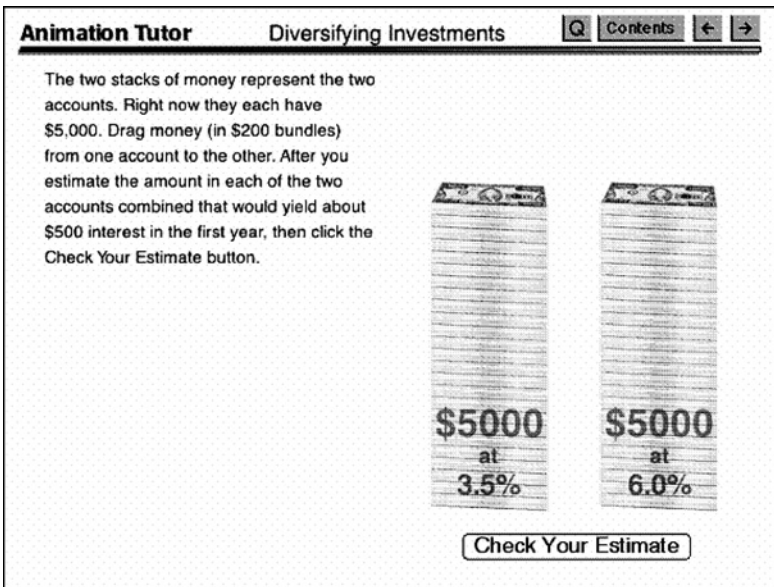 Animation Tutor
Diversifying Investments
Q
Contents
←
→
The two stacks of money represent the two
accounts. Right now they each have
$5,000. Drag money (in $200 bundles)
from one account to the other. After you
estimate the amount in each of the two
accounts combined that would yield about
$500 interest in the first year, then click the
Check Your Estimate button.
$5000
at
3.5%
$5000
at
6.0%
Check Your Estimate